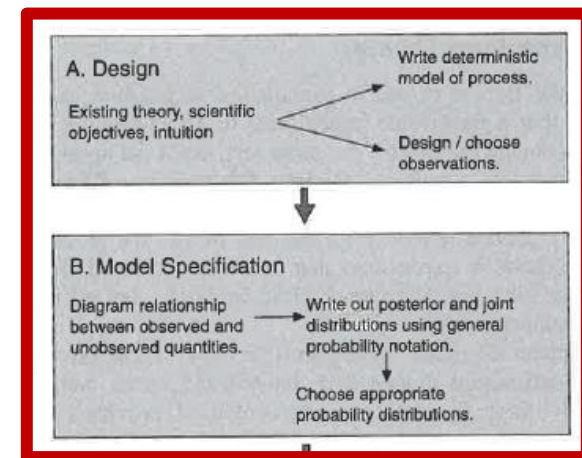 A. Design
Existing theory, scientific
objectives, intuition
Write deterministic
model of process.
Design / choose
observations.
B. Model Specification
Diagram relationship
between observed and
unobserved quantities.
Write out posterior and joint
distributions using general
probability notation.
Choose appropriate
probability distributions.